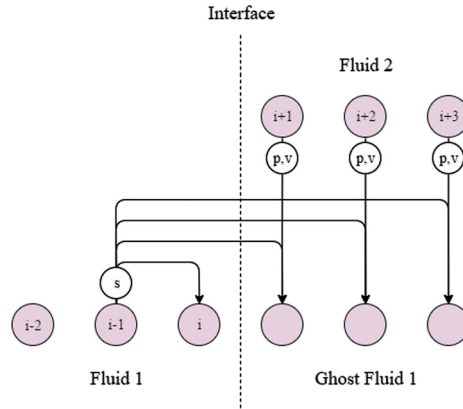 Interface
Fluid 2
i+1 i+2 i+3
p,v p,v p,v
s
i-2 i-1 i
Fluid 1 Ghost Fluid 1